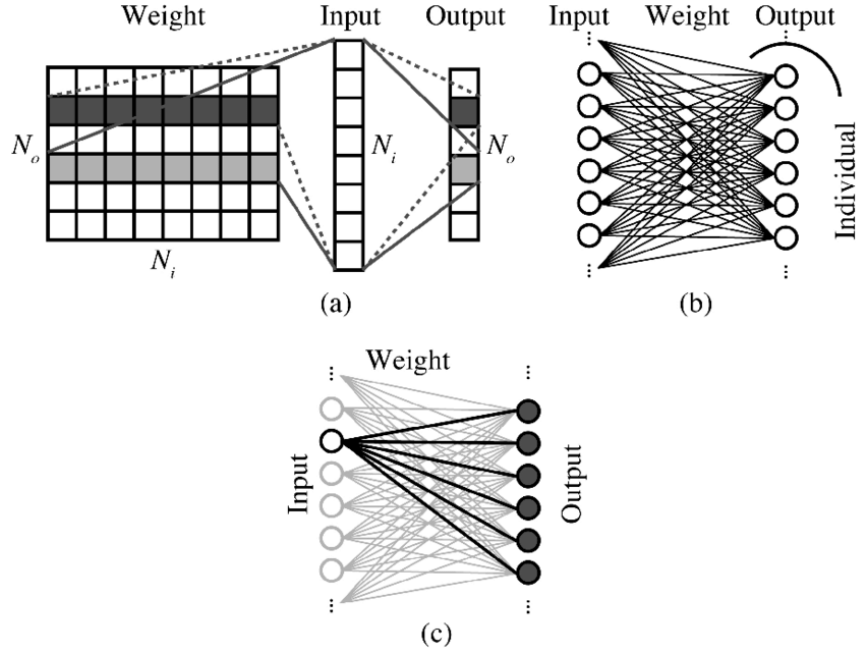 Weight Input Output
N_o N_i N_o
N_i
(a)
Input Weight Output
...
...
Individual
... ...
(b)
Weight
... ...
Input
Output
... ...
(c)